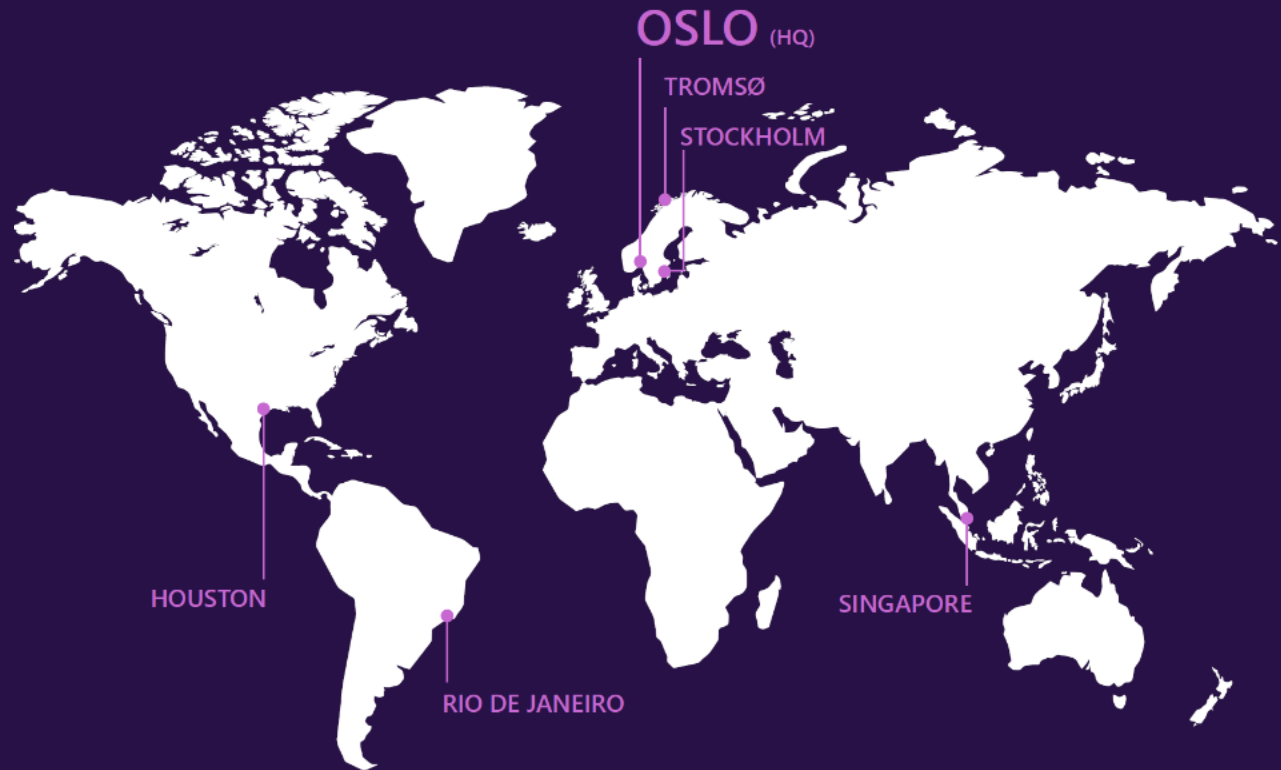 OSLO (HQ)
TROMSØ
STOCKHOLM
HOUSTON
SINGAPORE
RIO DE JANEIRO